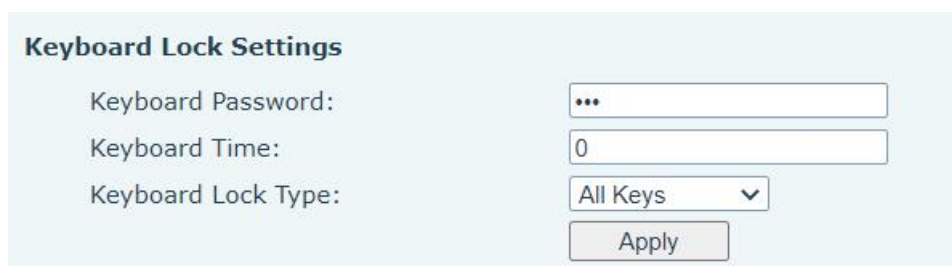 Keyboard Lock Settings
Keyboard Password: •••
Keyboard Time: 0
Keyboard Lock Type: All Keys
Apply